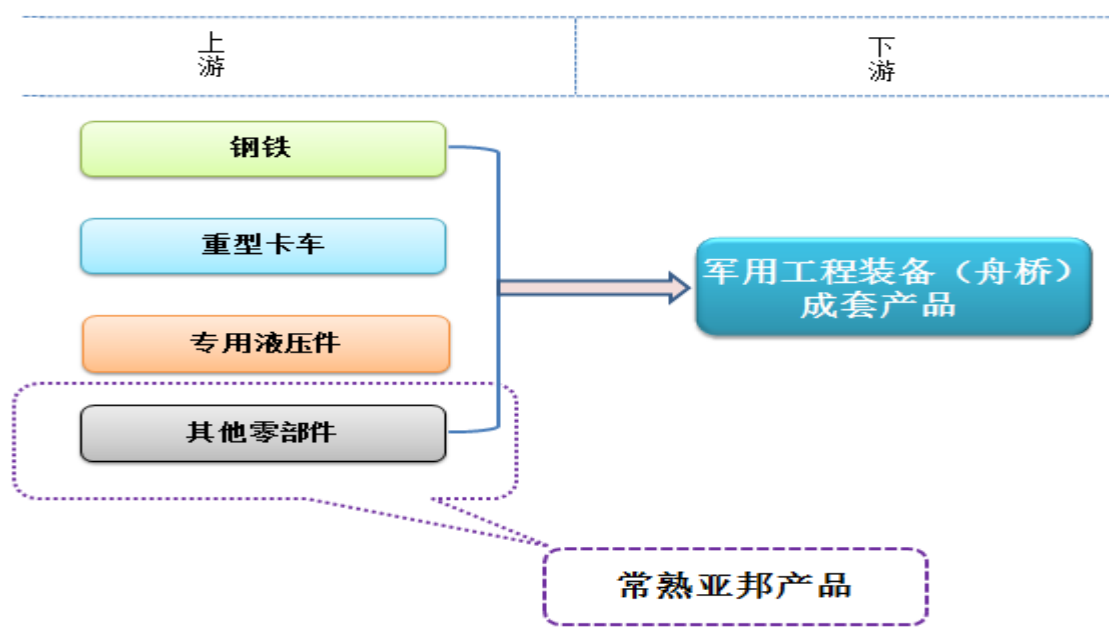 上游
下游
钢铁
重型卡车
专用液压件
其他零部件
军用工程装备（舟桥）
成套产品
常熟亚邦产品